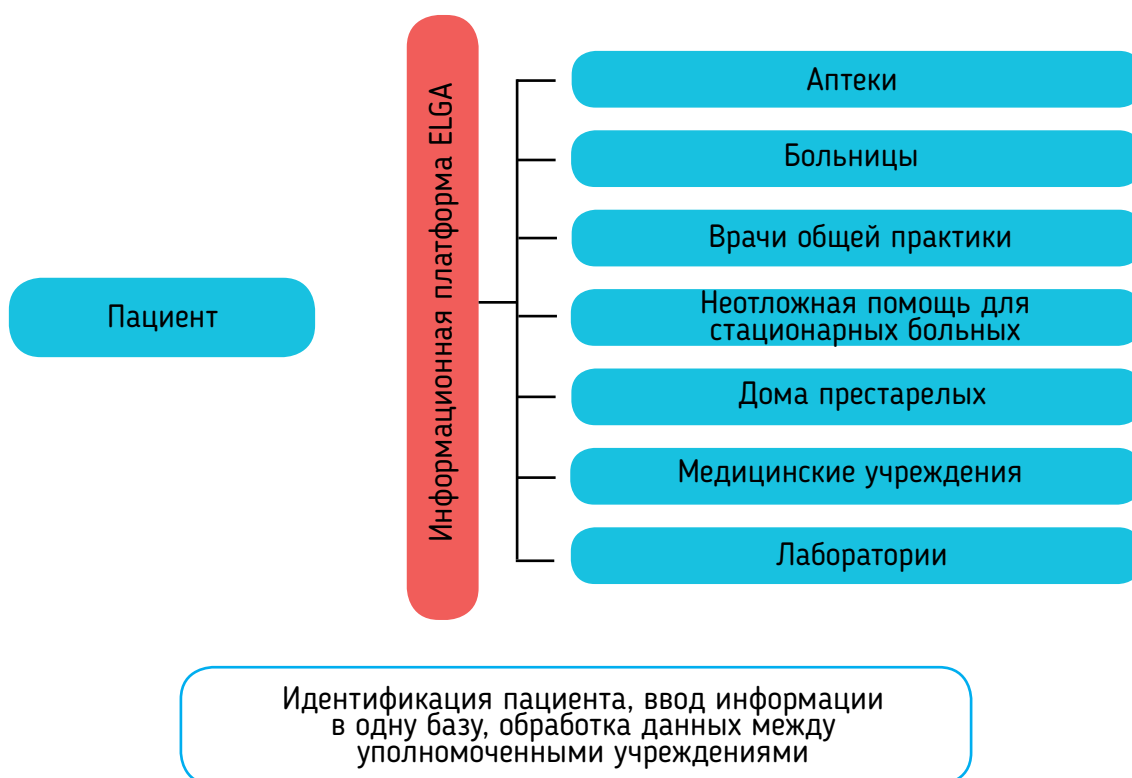 Пациент
Информационная платформа ELGA
Аптеки
Больницы
Врачи общей практики
Неотложная помощь для
стационарных больных
Дома престарелых
Медицинские учреждения
Лаборатории
Идентификация пациента, ввод информации
в одну базу, обработка данных между
уполномоченными учреждениями